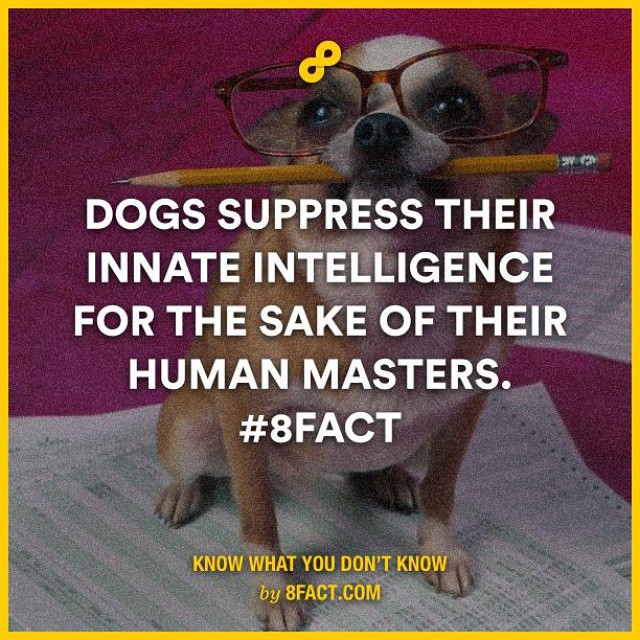 DOGS SUPPRESS THEIR
INNATE INTELLIGENCE
FOR THE SAKE OF THEIR
HUMAN MASTERS.
#8FACT
KNOW WHAT YOU DON'T KNOW
by 8FACT.COM